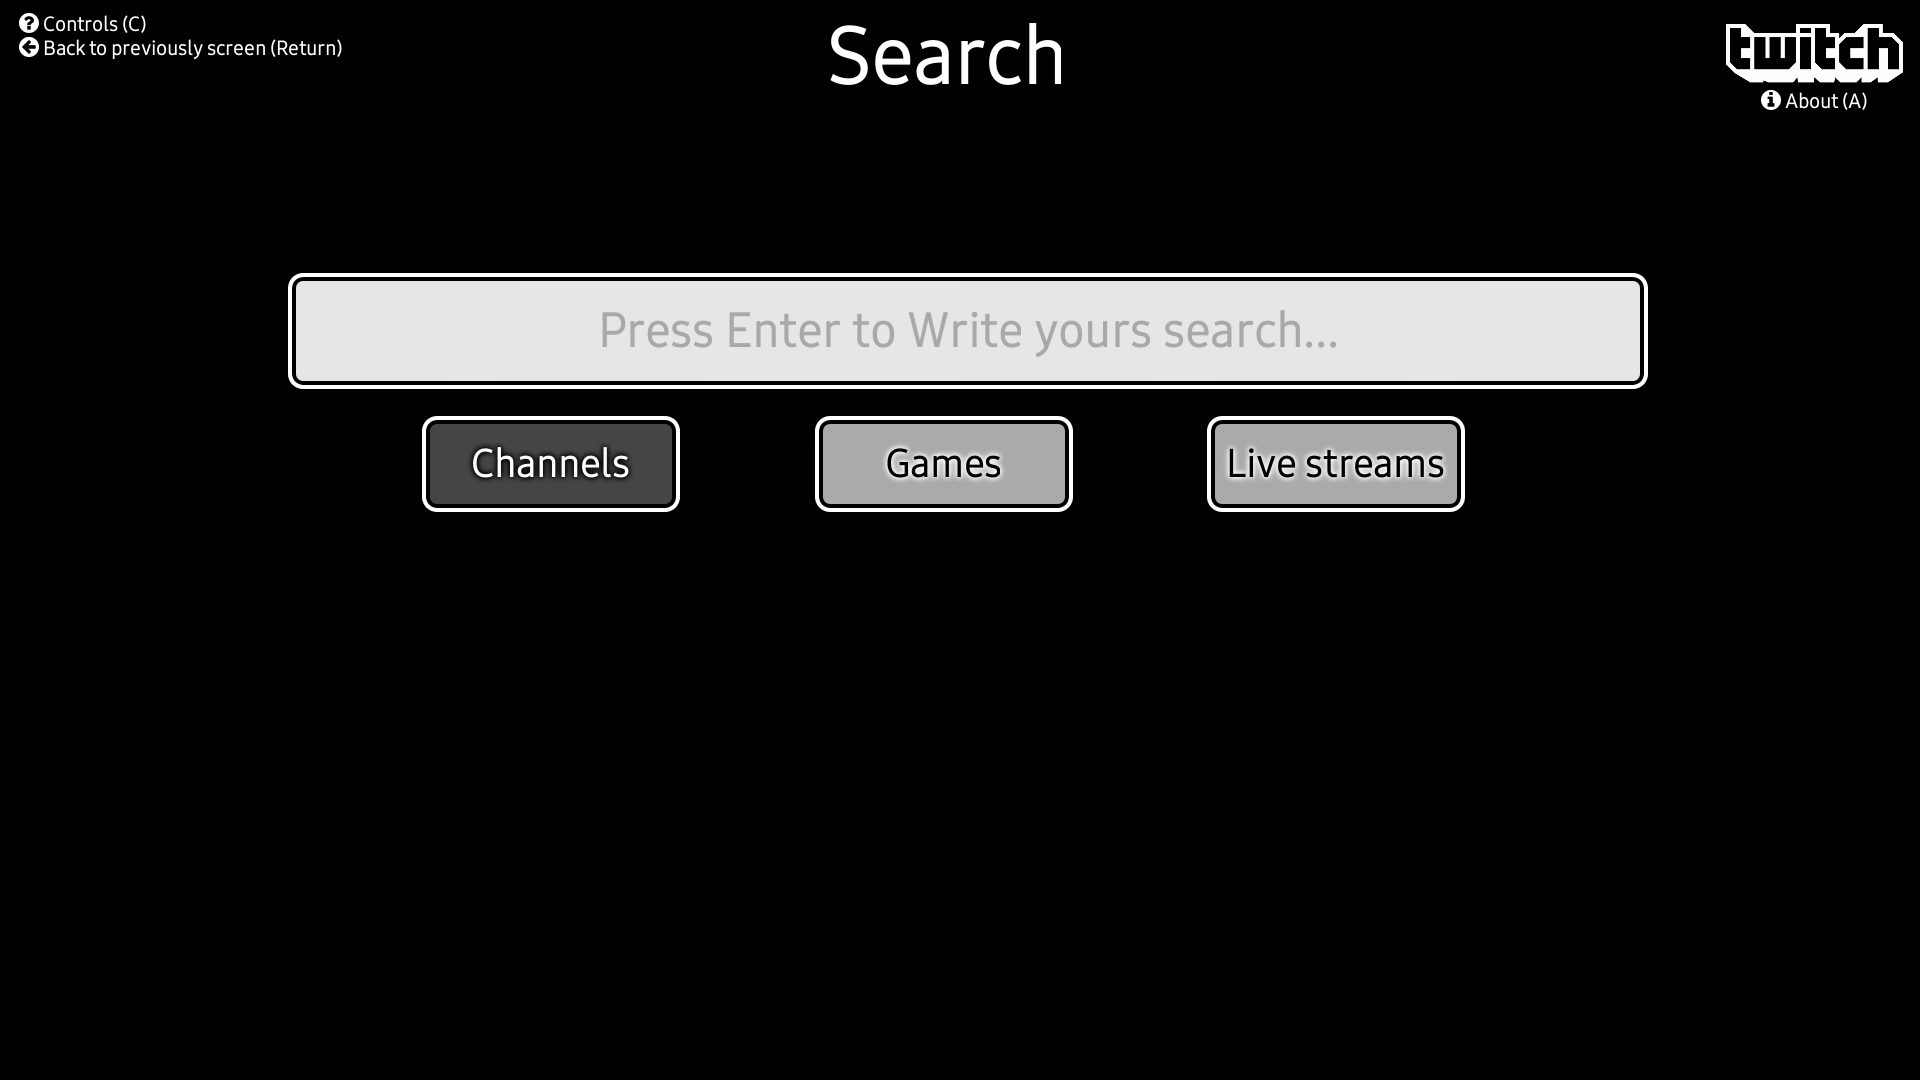 Controls (C)
Back to previously screen (Return)
Search
twitch
About (A)
Press Enter to Write yours search...
Channels
Games
Live streams